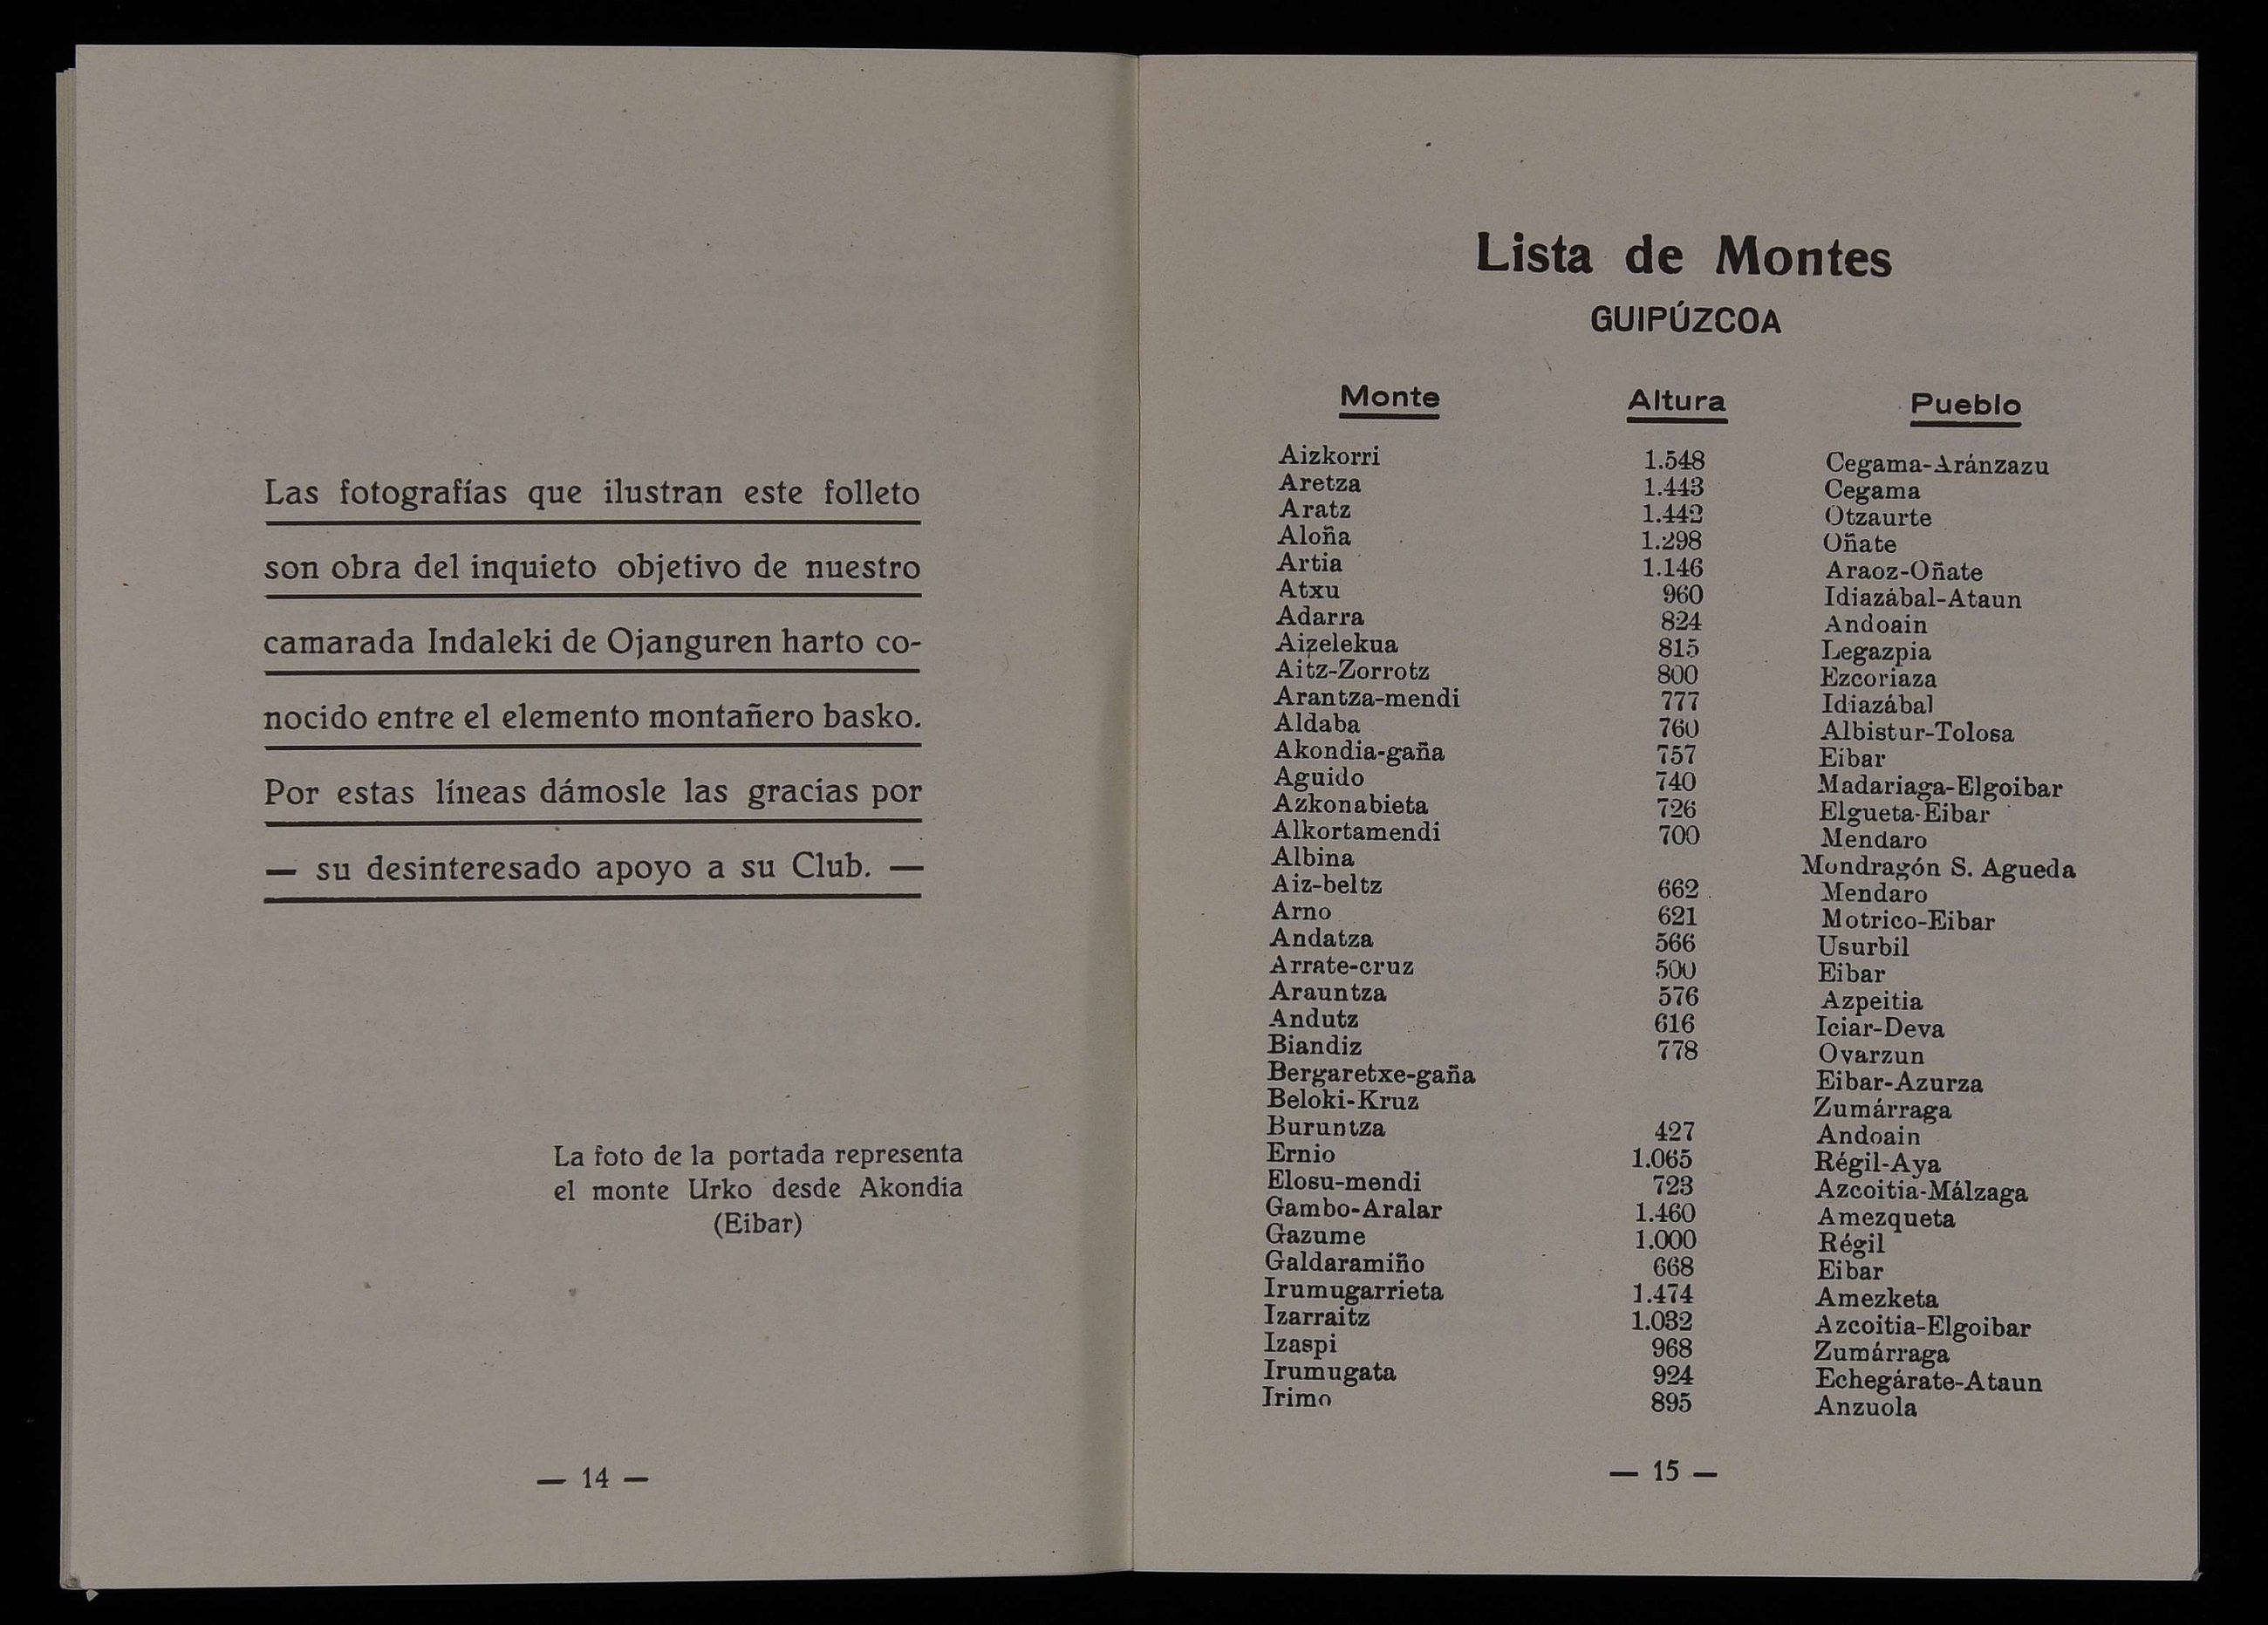 Las fotografías que ilustran este folleto
son obra del inquieto objetivo de nuestro
camarada Indaleki de Ojanguren harto co-
nocido entre el elemento montañero basko.
Por estas líneas dámosle las gracias por
— su desinteresado apoyo a su Club. —
La foto de la portada representa
el monte Urko desde Akondia
(Eibar)
— 14 —
Lista de Montes
GUIPÚZCOA
Monte Altura Pueblo
Aizkorri 1.548 Cegama-Aránzazu
Aretza 1.443 Cegama
Aratz 1.442 Otzaurte
Aloña 1.298 Oñate
Artia 1.146 Araoz-Oñate
Atxu 960 Idiazábal-Ataun
Adarra 824 Andoain
Aizelekua 815 Legazpia
Aitz-Zorrotz 800 Ezcoriaza
Arantza-mendi 777 Idiazábal
Aldaba 760 Albistur-Tolosa
Akondia-gaña 757 Eibar
Aguido 740 Madariaga-Elgoibar
Azkonabieta 726 Elgueta-Eibar
Alkortamendi 700 Mendaro
Albina Mondragón S. Agueda
Aiz-beltz 662 Mendaro
Arno 621 Motrico-Eibar
Andatza 566 Usurbil
Arrate-cruz 500 Eibar
Arauntza 576 Azpeitia
Andutz 616 Iciar-Deva
Biandiz 778 Oyarzun
Bergaretxe-gaña Eibar-Azurza
Beloki-Kruz Zumárraga
Buruntza 427 Andoain
Ernio 1.065 Régil-Aya
Elosu-mendi 723 Azcoitia-Málzaga
Gambo-Aralar 1.460 Amezqueta
Gazume 1.000 Régil
Galdaramiño 668 Eibar
Irumugarrieta 1.474 Amezketa
Izarraitz 1.032 Azcoitia-Elgoibar
Izaspi 968 Zumárraga
Irumugata 924 Echegárate-Ataun
Irimo 895 Anzuola
— 15 —